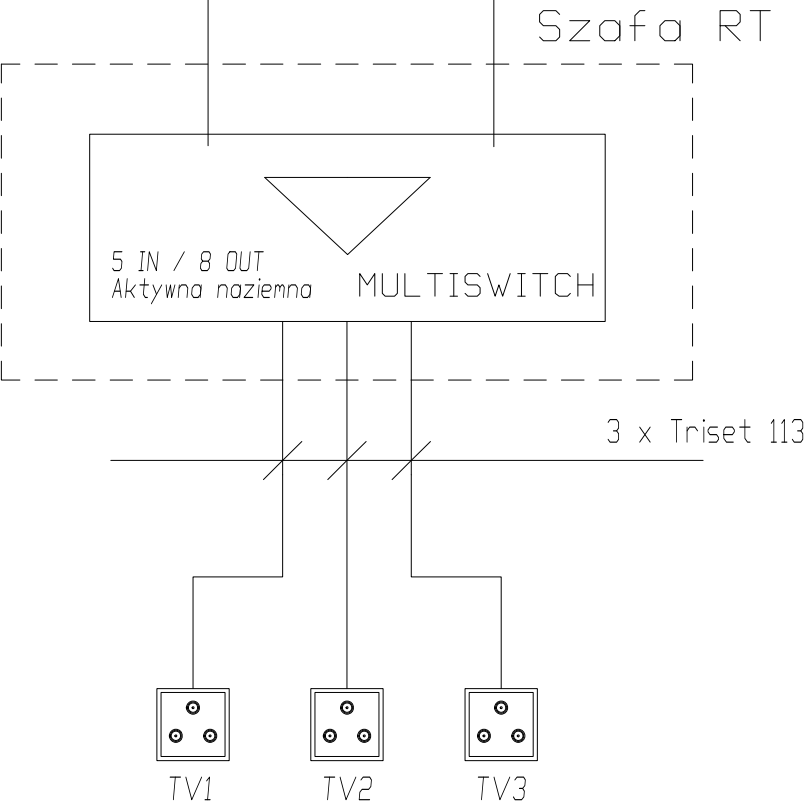 Szafa RT
5 IN / 8 OUT
Aktywna naziemna
MULTISWITCH
3 x Triset 113
TV1
TV2
TV3